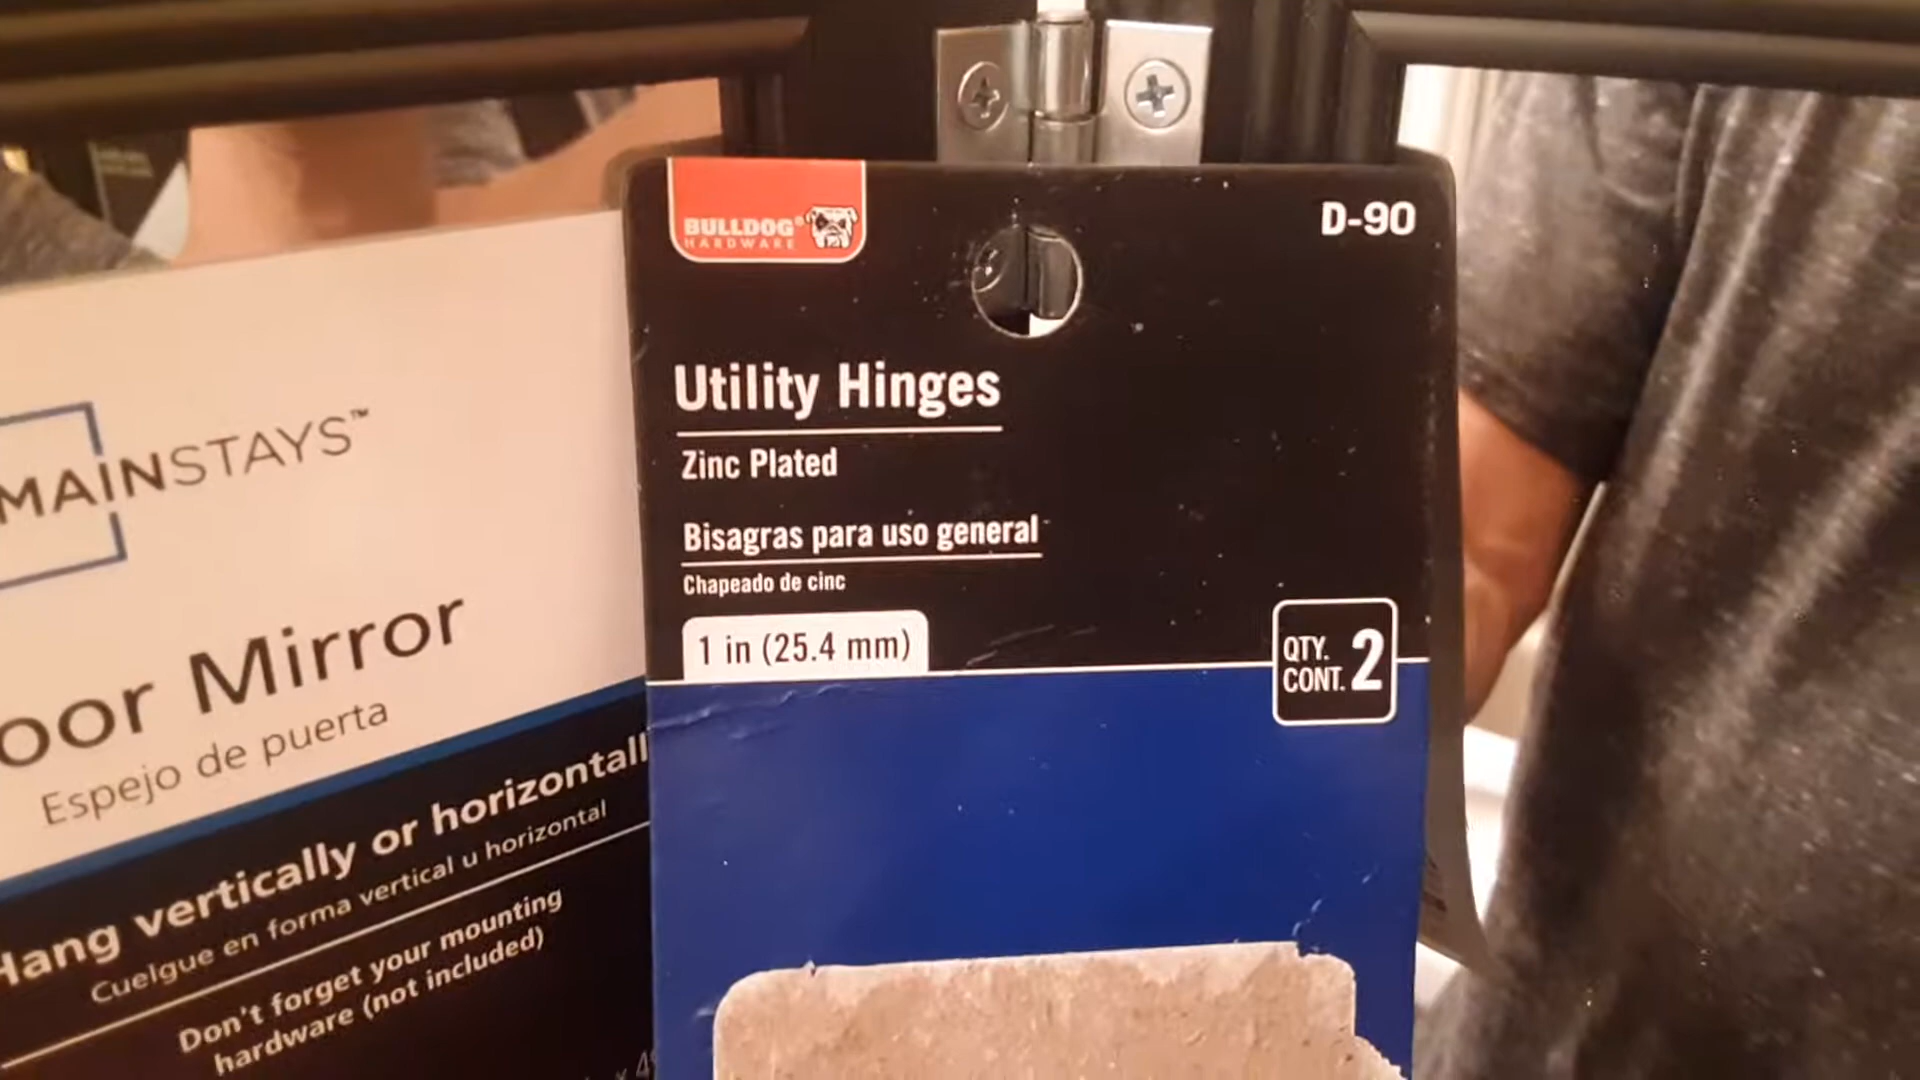 MAINSTAYS™
oor Mirror
Espejo de puerta
Hang vertically or horizontall
Cuelgue en forma vertical u horizontal
Don't forget your mounting
hardware (not included)
BULLDOG®
HARDWARE
D-90
Utility Hinges
Zinc Plated
Bisagras para uso general
Chapeado de cinc
1 in (25.4 mm)
QTY.
CONT. 2